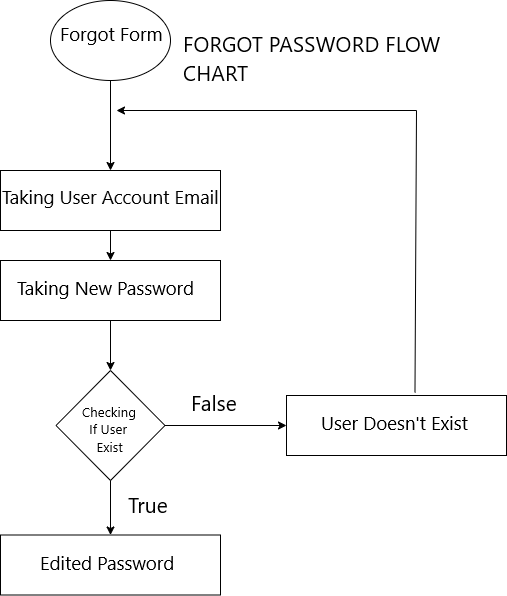 Forgot Form
FORGOT PASSWORD FLOW
CHART
Taking User Account Email
Taking New Password
Checking
If User
Exist
False
User Doesn't Exist
True
Edited Password